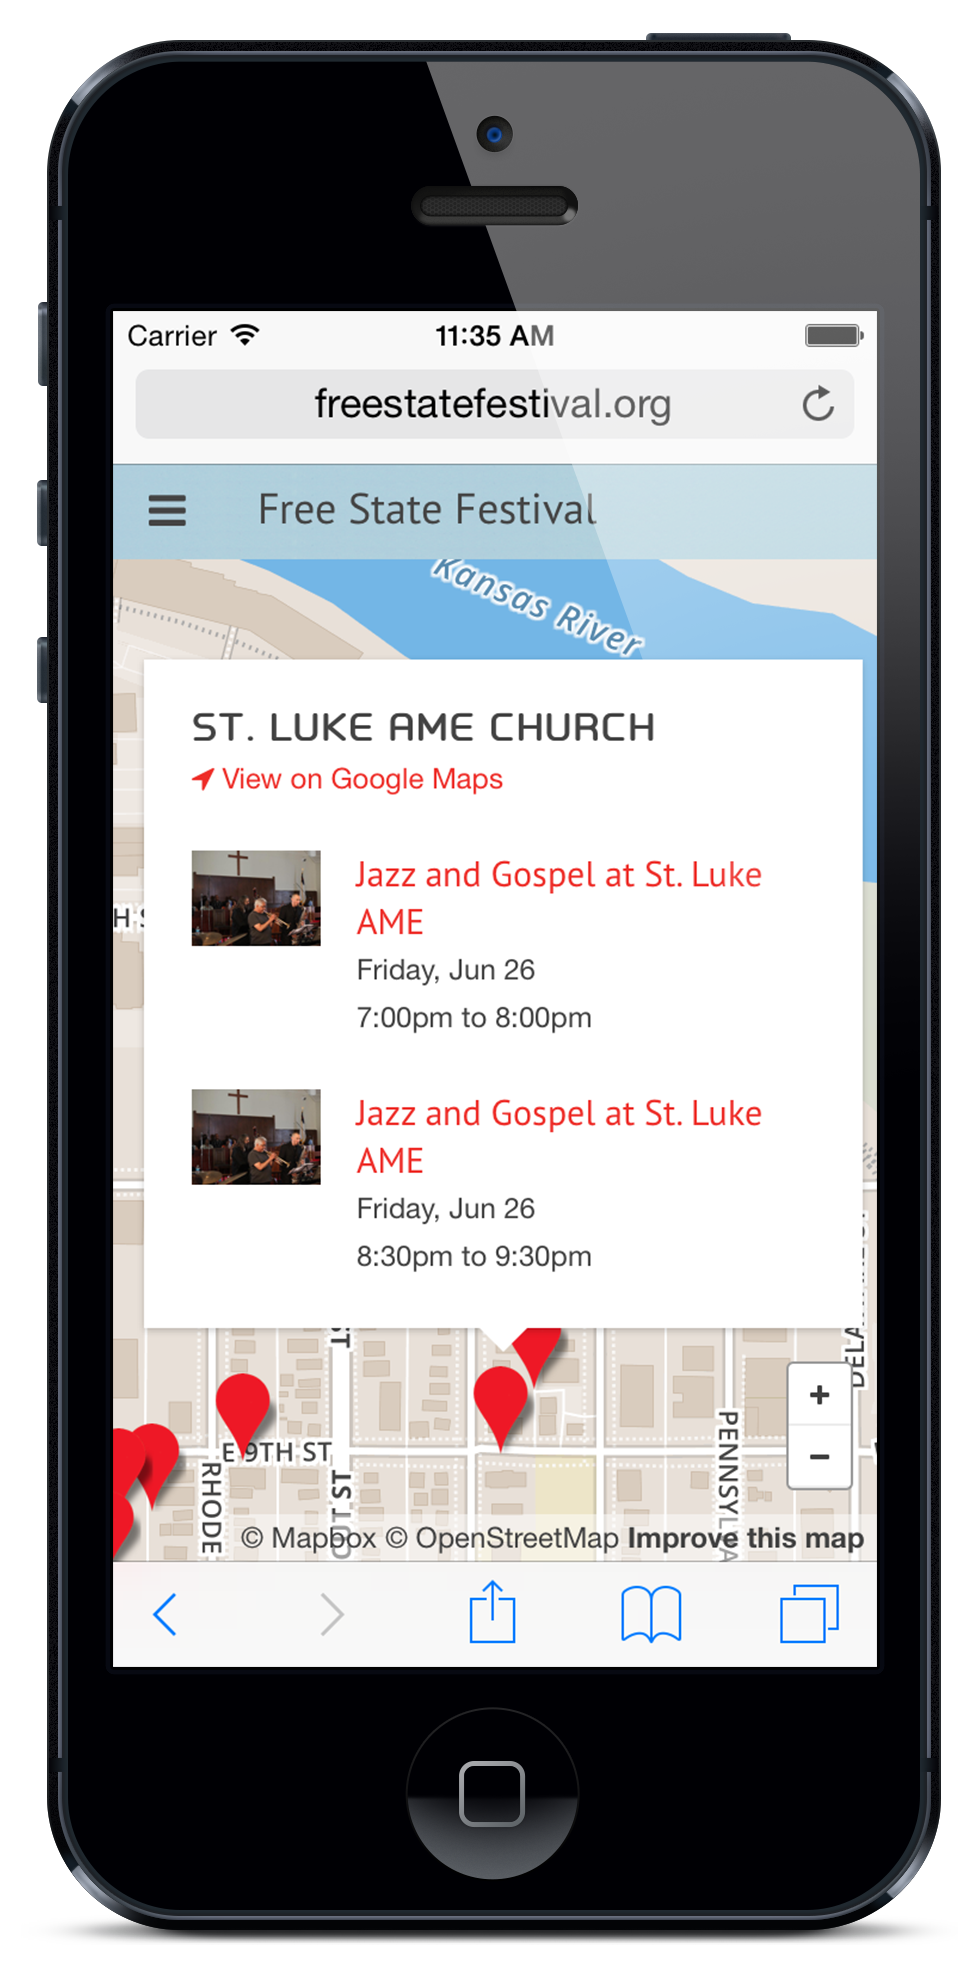 Carrier 11:35 AM
freestatefestival.org
Free State Festival
Kansas River
ST. LUKE AME CHURCH
View on Google Maps
Jazz and Gospel at St. Luke
AME
Friday, Jun 26
7:00pm to 8:00pm
Jazz and Gospel at St. Luke
AME
Friday, Jun 26
8:30pm to 9:30pm
ST
E 9TH ST
RHODE
ST
© Mapbox © OpenStreetMap Improve this map